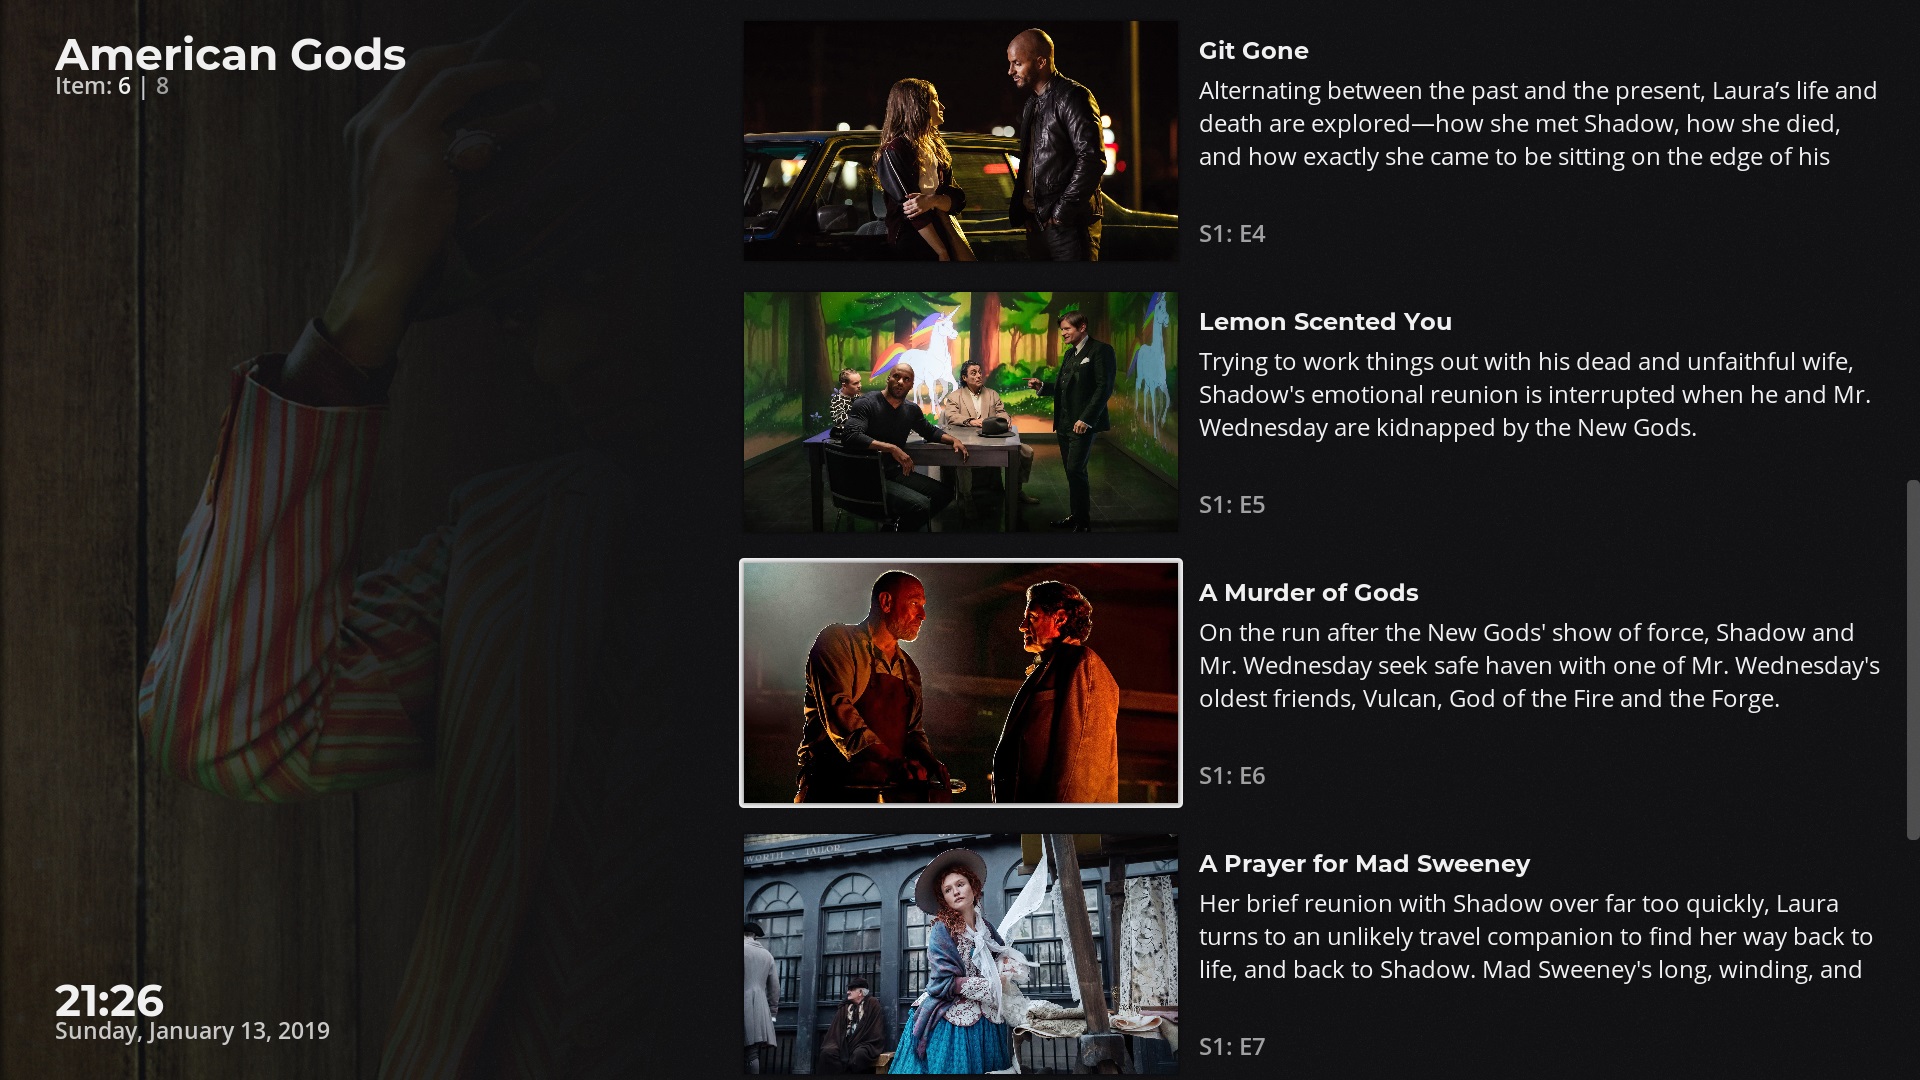 American Gods
Item: 6 | 8
Git Gone
Alternating between the past and the present, Laura’s life and
death are explored—how she met Shadow, how she died,
and how exactly she came to be sitting on the edge of his
S1: E4
Lemon Scented You
Trying to work things out with his dead and unfaithful wife,
Shadow's emotional reunion is interrupted when he and Mr.
Wednesday are kidnapped by the New Gods.
S1: E5
A Murder of Gods
On the run after the New Gods' show of force, Shadow and
Mr. Wednesday seek safe haven with one of Mr. Wednesday's
oldest friends, Vulcan, God of the Fire and the Forge.
S1: E6
TAILOR
A Prayer for Mad Sweeney
Her brief reunion with Shadow over far too quickly, Laura
turns to an unlikely travel companion to find her way back to
life, and back to Shadow. Mad Sweeney's long, winding, and
S1: E7
21:26
Sunday, January 13, 2019